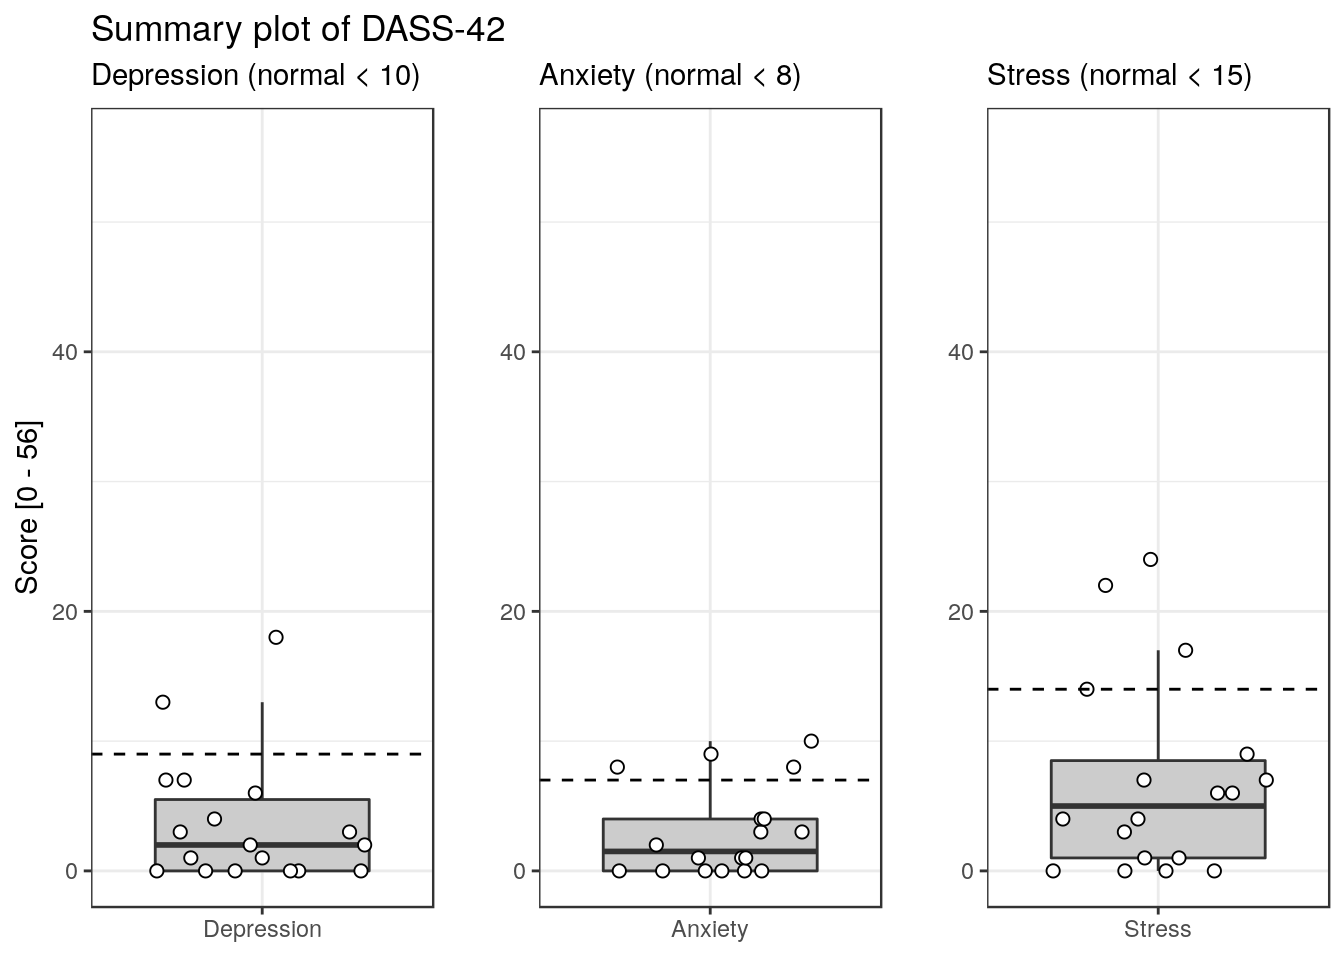 Summary plot of DASS-42
Depression (normal < 10)
Anxiety (normal < 8)
Stress (normal < 15)
Score [0 - 56]
40
20
0
Depression
40
20
0
Anxiety
40
20
0
Stress